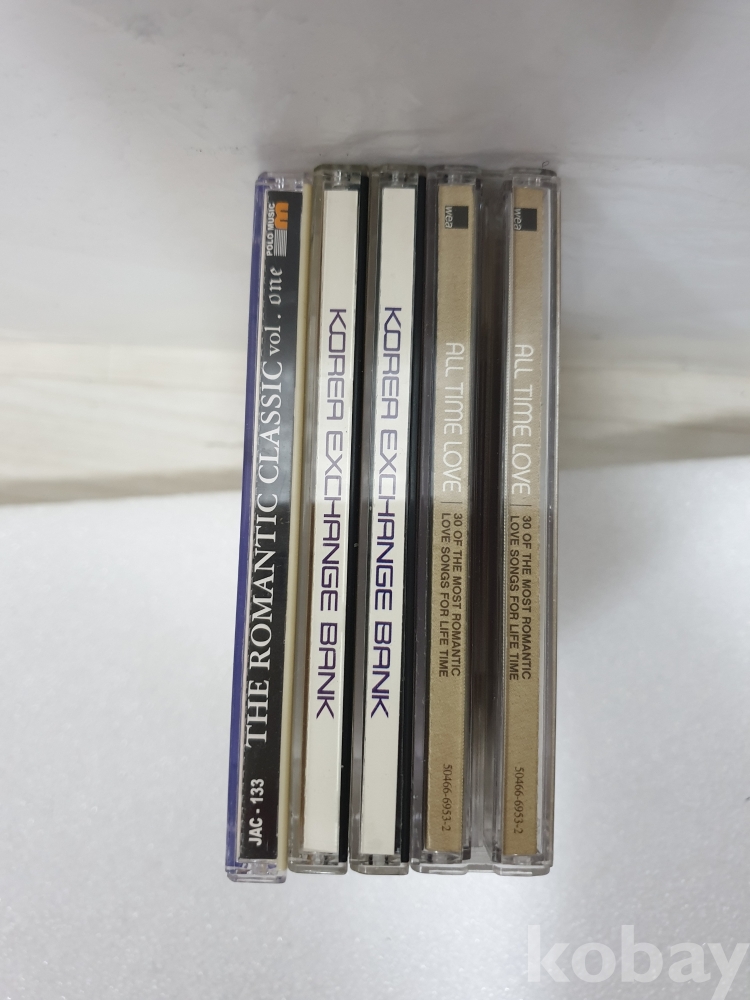 POLO MUSIC
THE ROMANTIC CLASSIC vol. one
JAC - 133
KOREA EXCHANGE BANK
KOREA EXCHANGE BANK
wea
ALL TIME LOVE
30 OF THE MOST ROMANTIC
LOVE SONGS FOR LIFE TIME
50466-6953-2
wea
ALL TIME LOVE
30 OF THE MOST ROMANTIC
LOVE SONGS FOR LIFE TIME
50466-6953-2
kobay